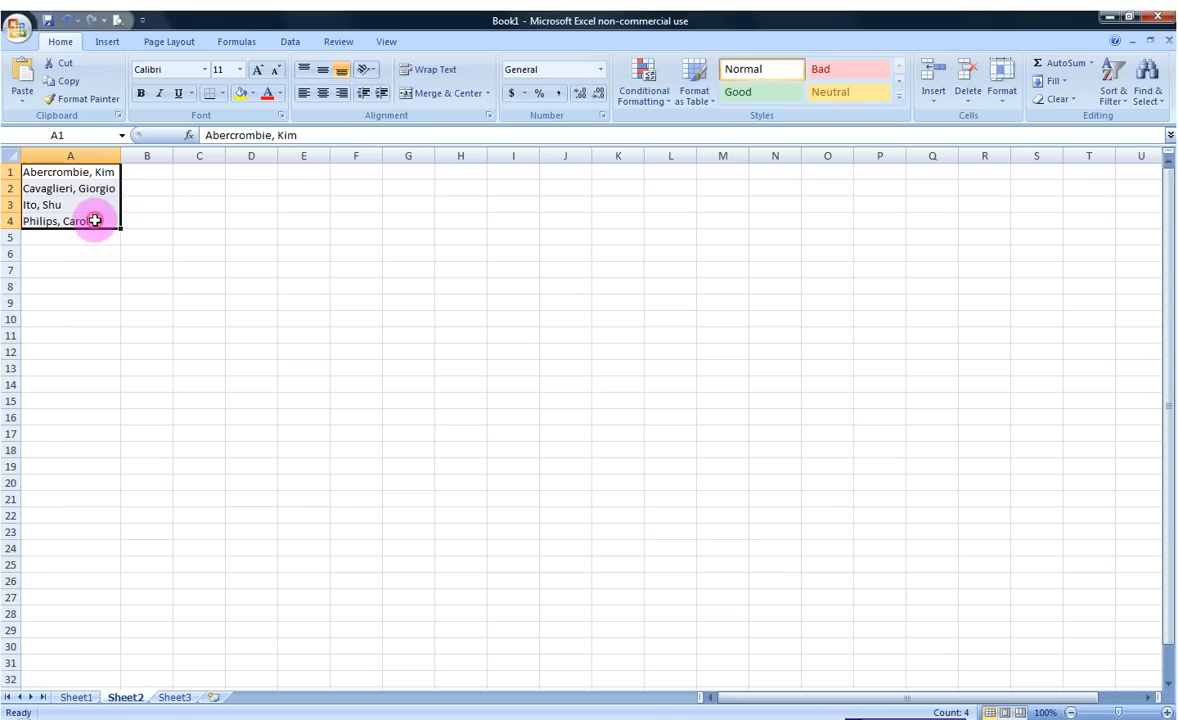 Book1 - Microsoft Excel non-commercial use
Home Insert Page Layout Formulas Data Review View
Cut Calibri 11 A A Wrap Text General Normal Bad AutoSum
Copy Fill
Paste Format Painter B I U A Merge & Center $ % , Conditional Formatting Format as Table Good Neutral Insert Delete Format Clear Sort & Filter Find & Select
Clipboard Font Alignment Number Styles Cells Editing
A1 fx Abercrombie, Kim
A B C D E F G H I J K L M N O P Q R S T U
1 Abercrombie, Kim
2 Cavaglieri, Giorgio
3 Ito, Shu
4 Philips, Carol
5
6
7
8
9
10
11
12
13
14
15
16
17
18
19
20
21
22
23
24
25
26
27
28
29
30
31
32
Sheet1 Sheet2 Sheet3
Ready Count: 4 100%